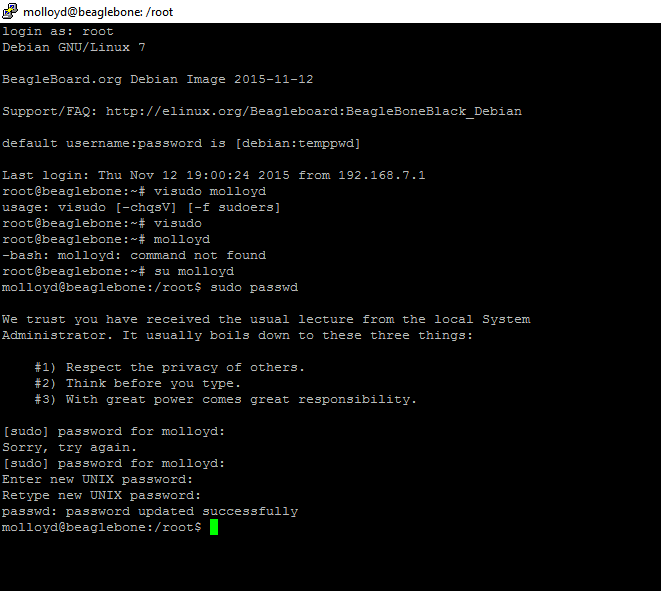 molloyd@beaglebone: /root
login as: root
Debian GNU/Linux 7
BeagleBoard.org Debian Image 2015-11-12
Support/FAQ: http://elinux.org/Beagleboard:BeagleBoneBlack_Debian
default username:password is [debian:temppwd]
Last login: Thu Nov 12 19:00:24 2015 from 192.168.7.1
root@beaglebone:~# visudo molloyd
usage: visudo [-chqsV] [-f sudoers]
root@beaglebone:~# visudo
root@beaglebone:~# molloyd
-bash: molloyd: command not found
root@beaglebone:~# su molloyd
molloyd@beaglebone:/root$ sudo passwd
We trust you have received the usual lecture from the local System
Administrator. It usually boils down to these three things:
#1) Respect the privacy of others.
#2) Think before you type.
#3) With great power comes great responsibility.
[sudo] password for molloyd:
Sorry, try again.
[sudo] password for molloyd:
Enter new UNIX password:
Retype new UNIX password:
passwd: password updated successfully
molloyd@beaglebone:/root$